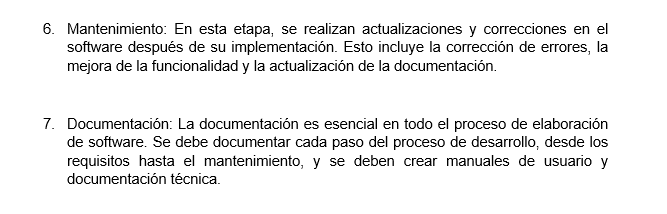 6. Mantenimiento: En esta etapa, se realizan actualizaciones y correcciones en el
software después de su implementación. Esto incluye la corrección de errores, la
mejora de la funcionalidad y la actualización de la documentación.
7. Documentación: La documentación es esencial en todo el proceso de elaboración
de software. Se debe documentar cada paso del proceso de desarrollo, desde los
requisitos hasta el mantenimiento, y se deben crear manuales de usuario y
documentación técnica.